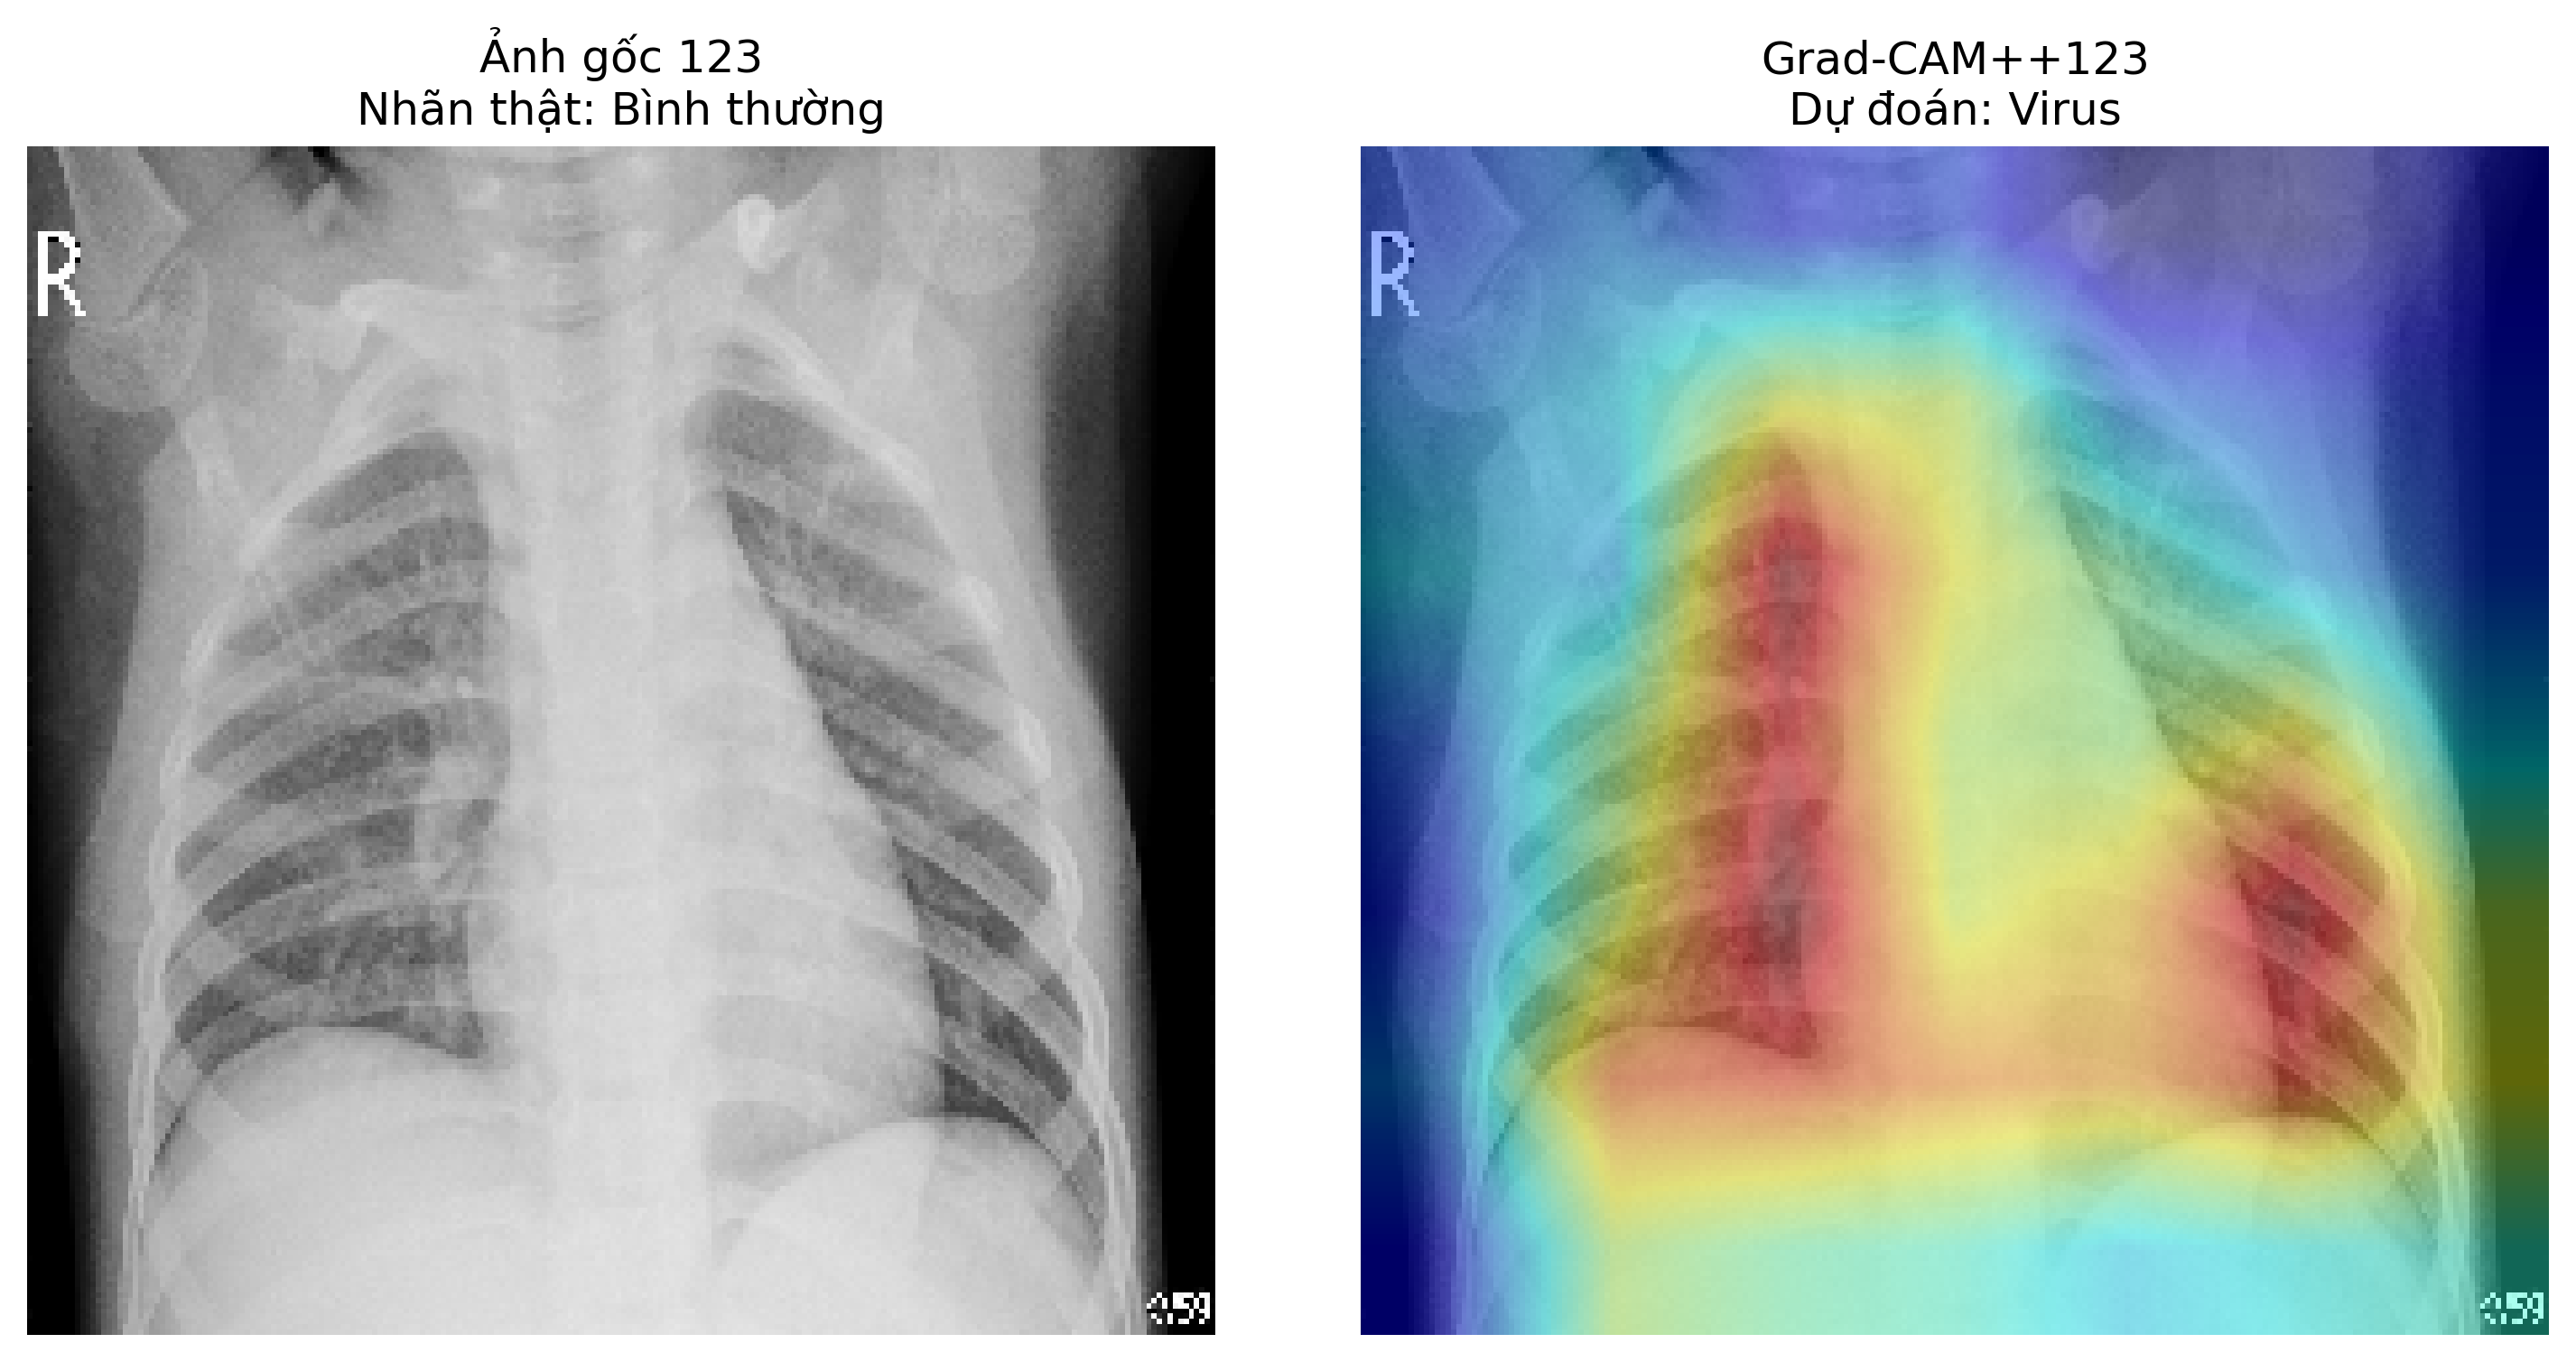 Ảnh gốc 123
Nhãn thật: Bình thường
Grad-CAM++123
Dự đoán: Virus
R
R